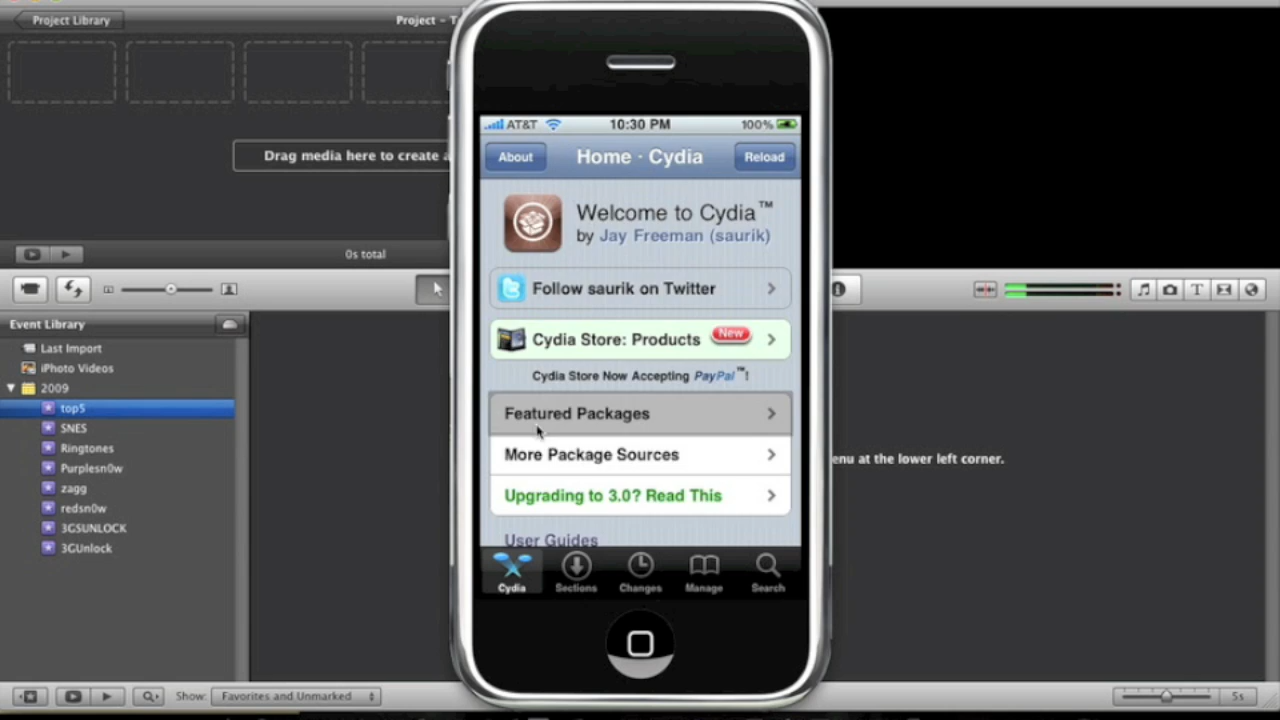 Project Library
Project - T
Drag media here to create a
0s total
Event Library
Last Import
iPhoto Videos
2009
top5
SNES
Ringtones
Purplesn0w
zagg
redsn0w
3GSUNLOCK
3GUnlock
Show: Favorites and Unmarked
AT&T 10:30 PM 100%
About Home · Cydia Reload
Welcome to Cydia™
by Jay Freeman (saurik)
Follow saurik on Twitter
Cydia Store: Products New
Cydia Store Now Accepting PayPal™!
Featured Packages
More Package Sources
Upgrading to 3.0? Read This
User Guides
Cydia Sections Changes Manage Search
enu at the lower left corner.
5s